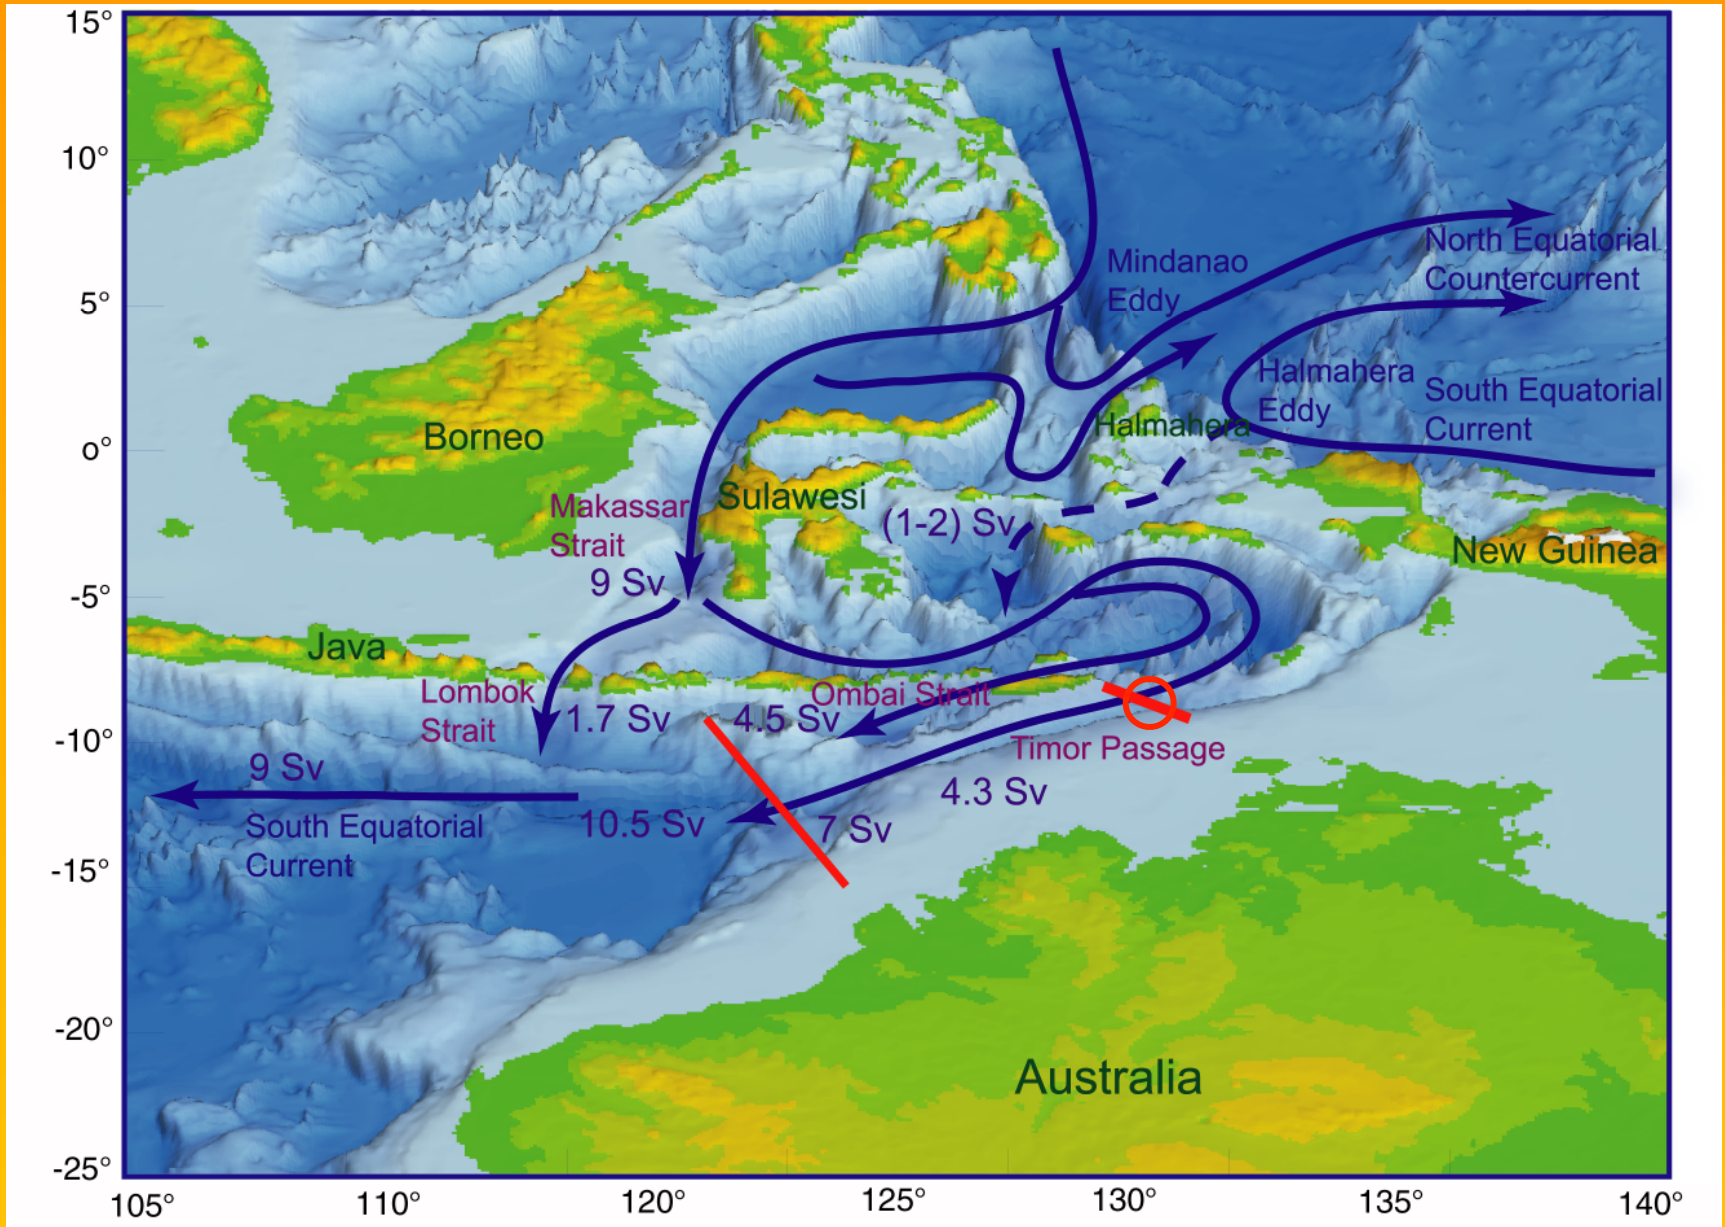 15°
10°
5°
0°
-5°
-10°
-15°
-20°
-25°
105°
110°
120°
125°
130°
135°
140°
Mindanao
Eddy
North Equatorial
Countercurrent
Halmahera
Eddy
South Equatorial
Current
Halmahera
Borneo
Sulawesi
Makassar
Strait
9 Sv
(1-2) Sv
New Guinea
Java
Lombok
Strait
1.7 Sv
4.5 Sv
Ombai Strait
Timor Passage
4.3 Sv
9 Sv
South Equatorial
Current
10.5 Sv
7 Sv
Australia